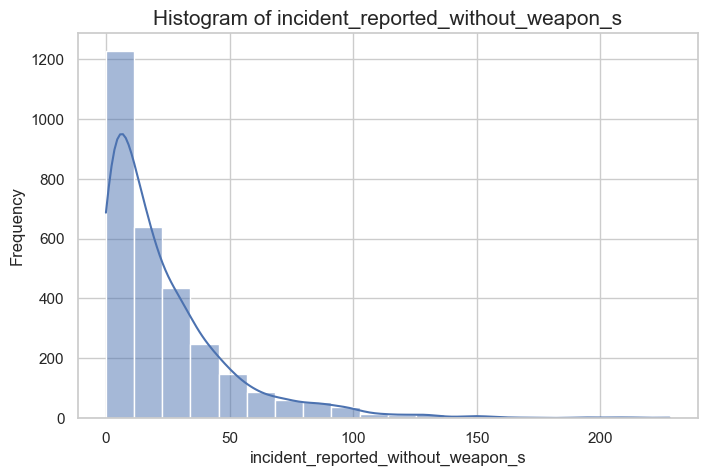 Histogram of incident_reported_without_weapon_s
1200
1000
800
600
400
200
0
Frequency
0 50 100 150 200
incident_reported_without_weapon_s